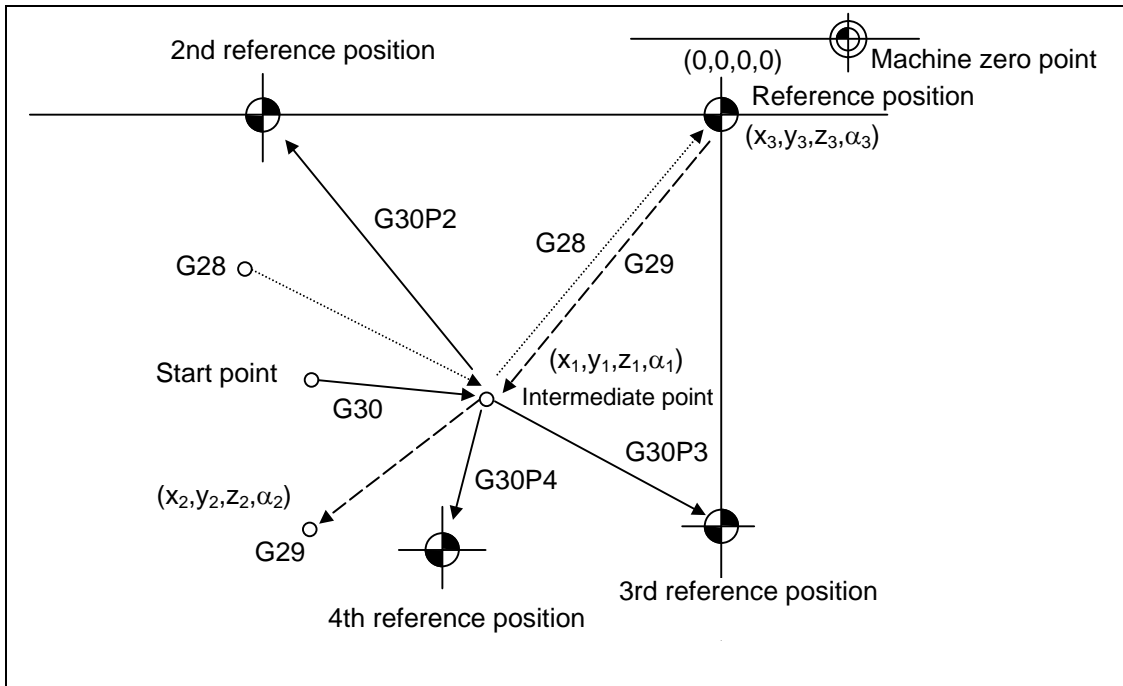 2nd reference position
(0,0,0,0)
Machine zero point
Reference position
(x₃,y₃,z₃,α₃)
G30P2
G28
G29
G28
(x₁,y₁,z₁,α₁)
Start point
Intermediate point
G30
G30P3
G30P4
(x₂,y₂,z₂,α₂)
G29
3rd reference position
4th reference position